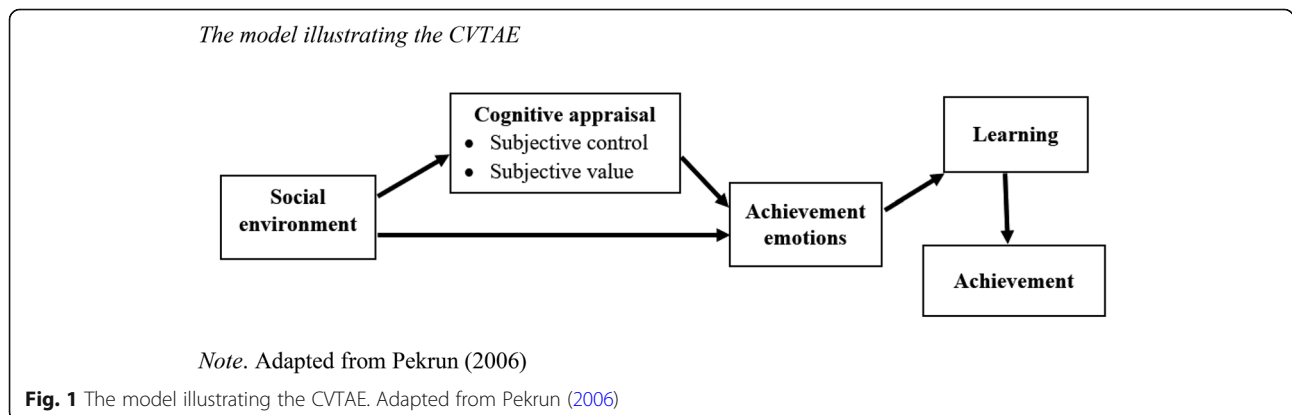 The model illustrating the CVTAE
Cognitive appraisal
• Subjective control
• Subjective value
Social
environment
Achievement
emotions
Learning
Achievement
Note. Adapted from Pekrun (2006)
Fig. 1 The model illustrating the CVTAE. Adapted from Pekrun (2006)